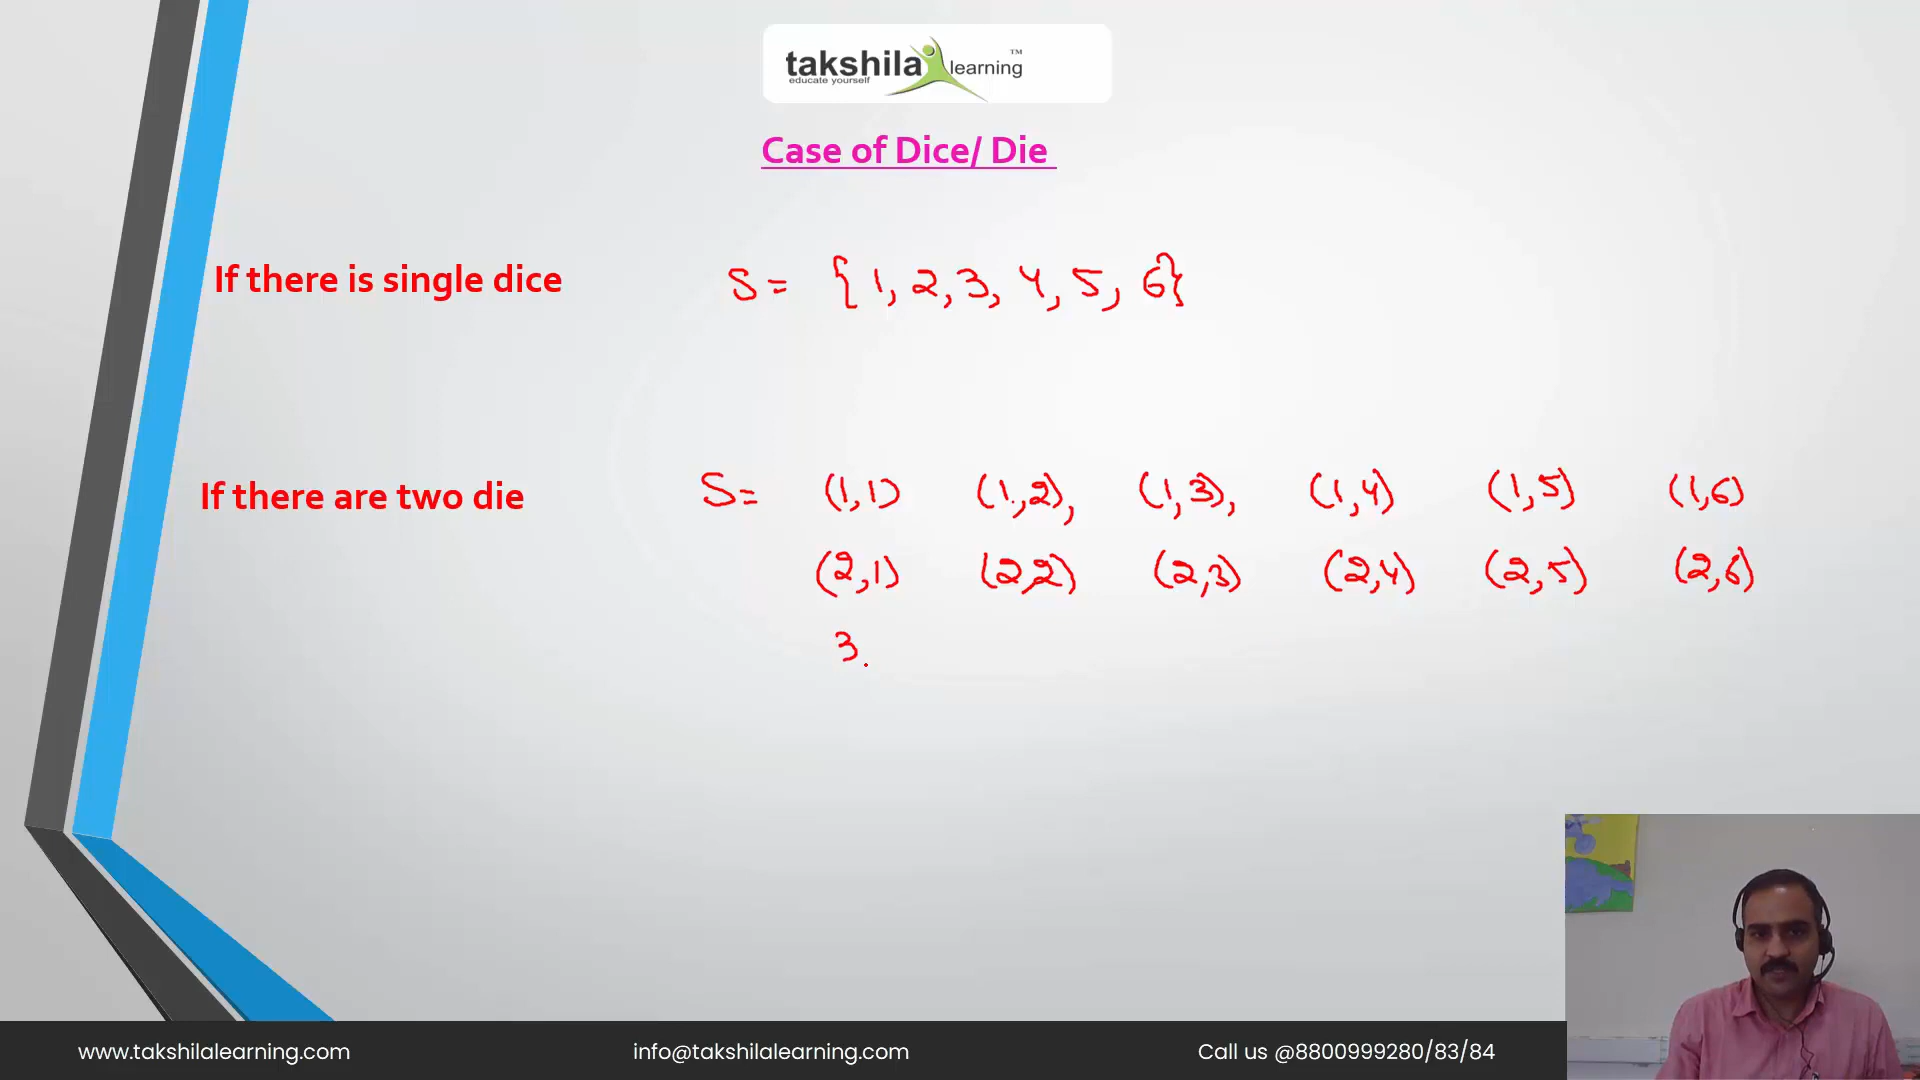 takshila learning ™
educate yourself
Case of Dice/ Die
If there is single dice S = {1, 2, 3, 4, 5, 6}
If there are two die S = (1,1) (1,2), (1,3), (1,4) (1,5) (1,6)
(2,1) (2,2) (2,3) (2,4) (2,5) (2,6)
3.
www.takshilalearning.com info@takshilalearning.com Call us @8800999280/83/84